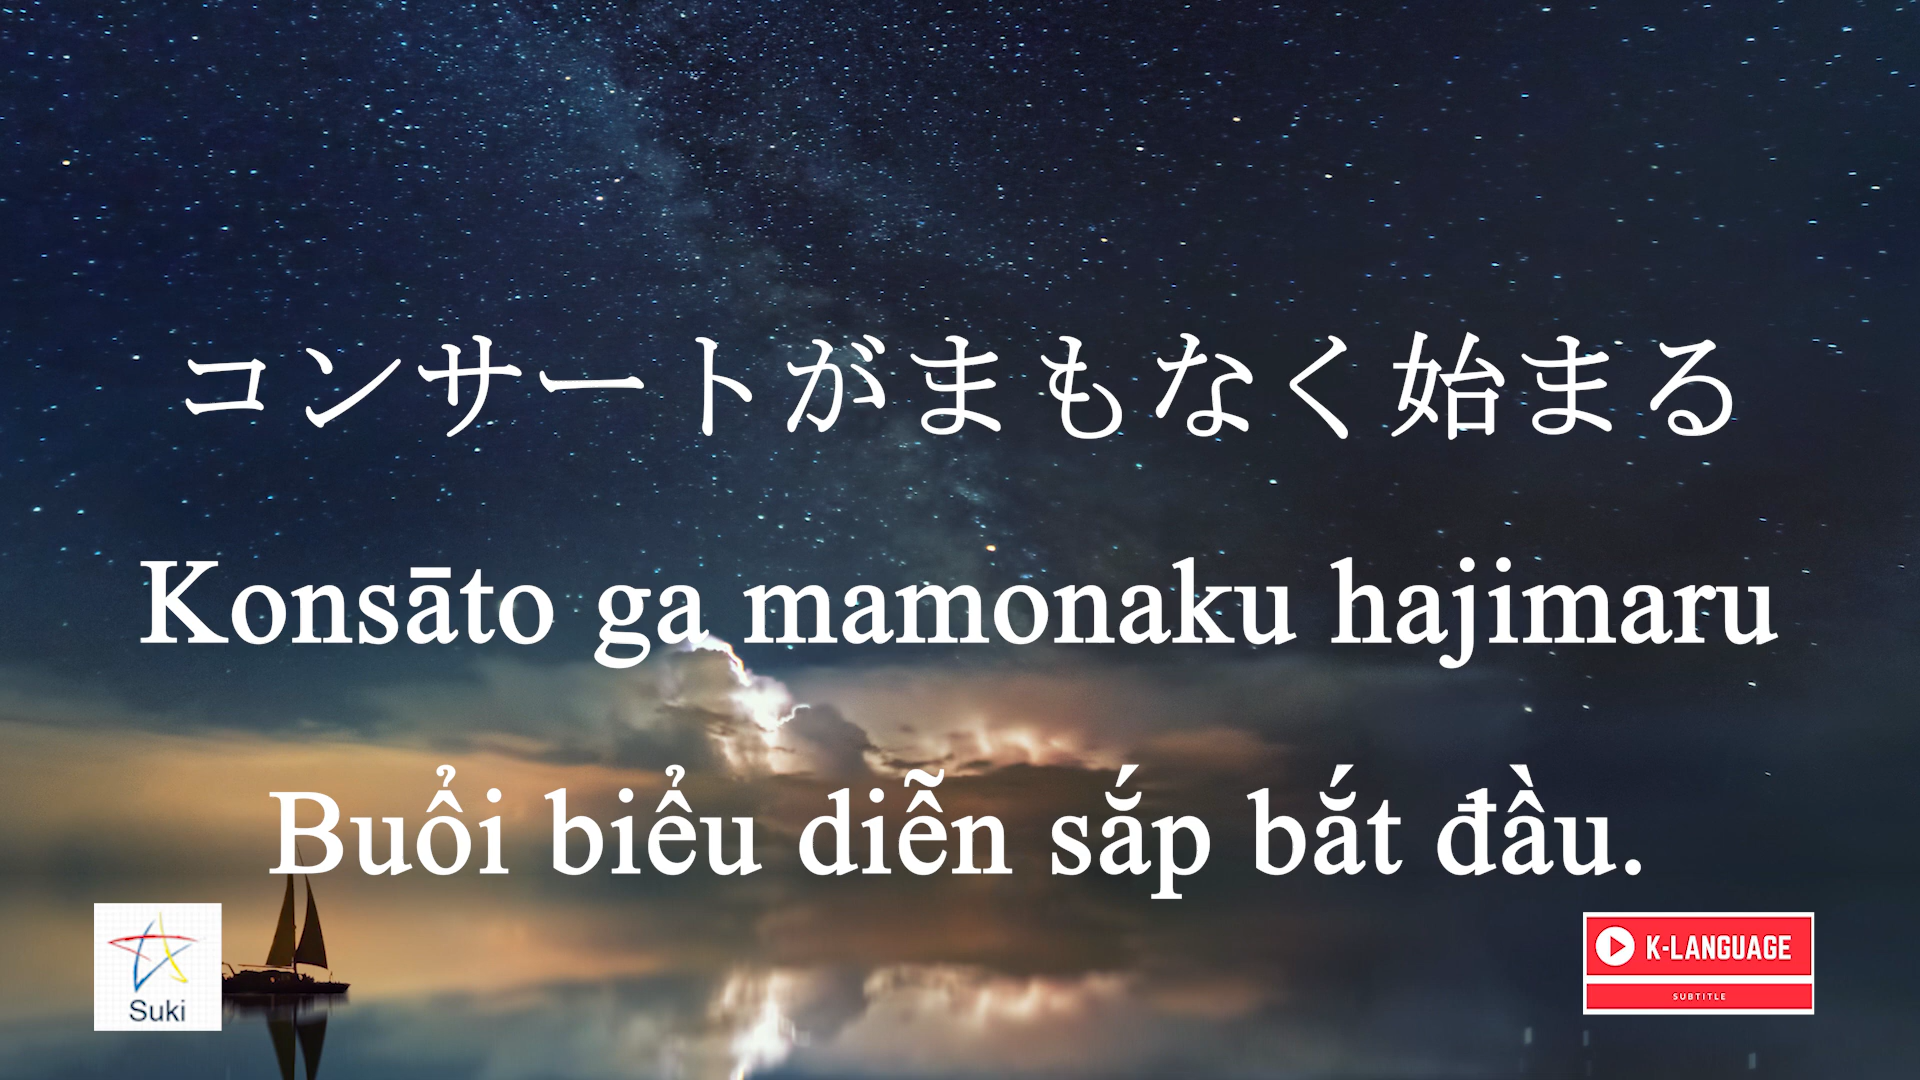 コンサートがまもなく始まる
Konsāto ga mamonaku hajimaru
Buổi biểu diễn sắp bắt đầu.
Suki
K-LANGUAGE
SUBTITLE